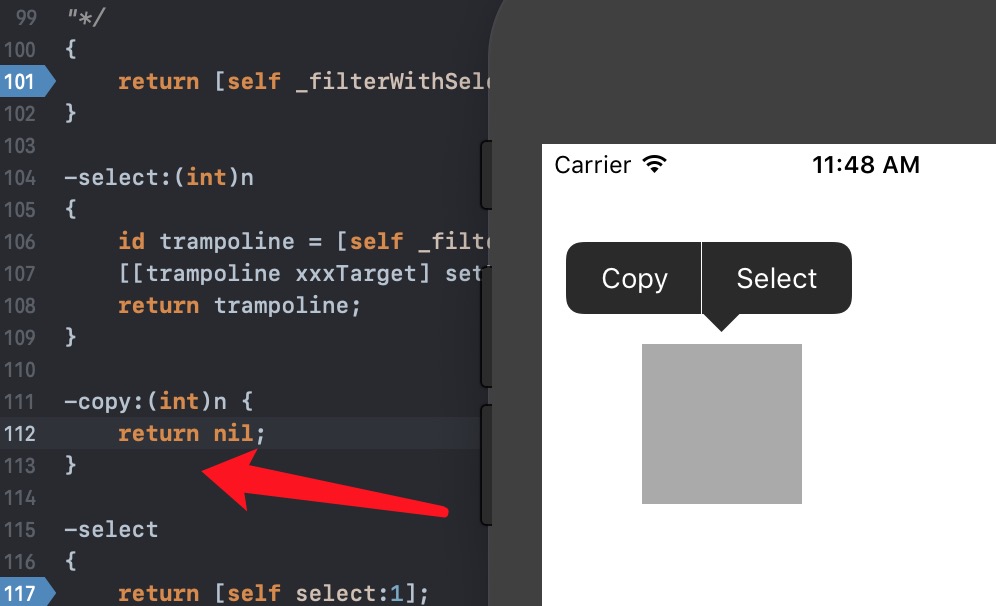 99 "*/
100 {
101 return [self _filterWithSel
102 }
103
104 -select:(int)n
105 {
106 id trampoline = [self _filt
107 [[trampoline xxxTarget] set
108 return trampoline;
109 }
110
111 -copy:(int)n {
112 return nil;
113 }
114
115 -select
116 {
117 return [self select:1];
Carrier 11:48 AM
Copy Select